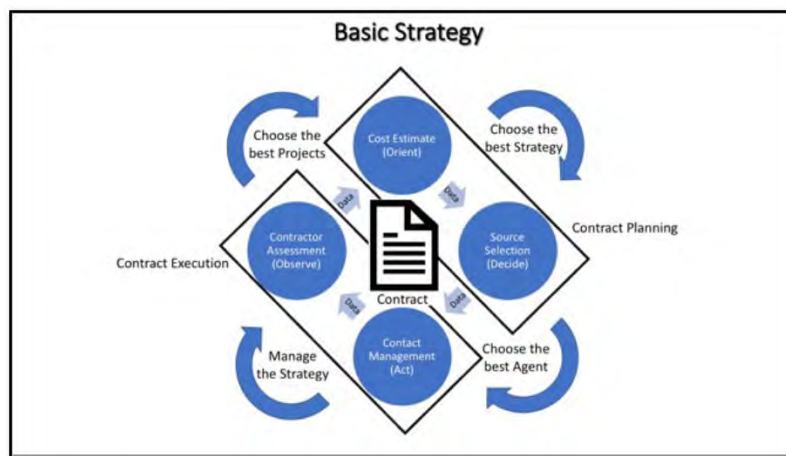 Basic Strategy
Choose the
best Projects
Cost Estimate
(Orient)
Choose the
best Strategy
Data
Data
Contractor
Assessment
(Observe)
Source
Selection
(Decide)
Contract Planning
Contract Execution
Contract
Data
Data
Manage
the Strategy
Contact
Management
(Act)
Choose the
best Agent